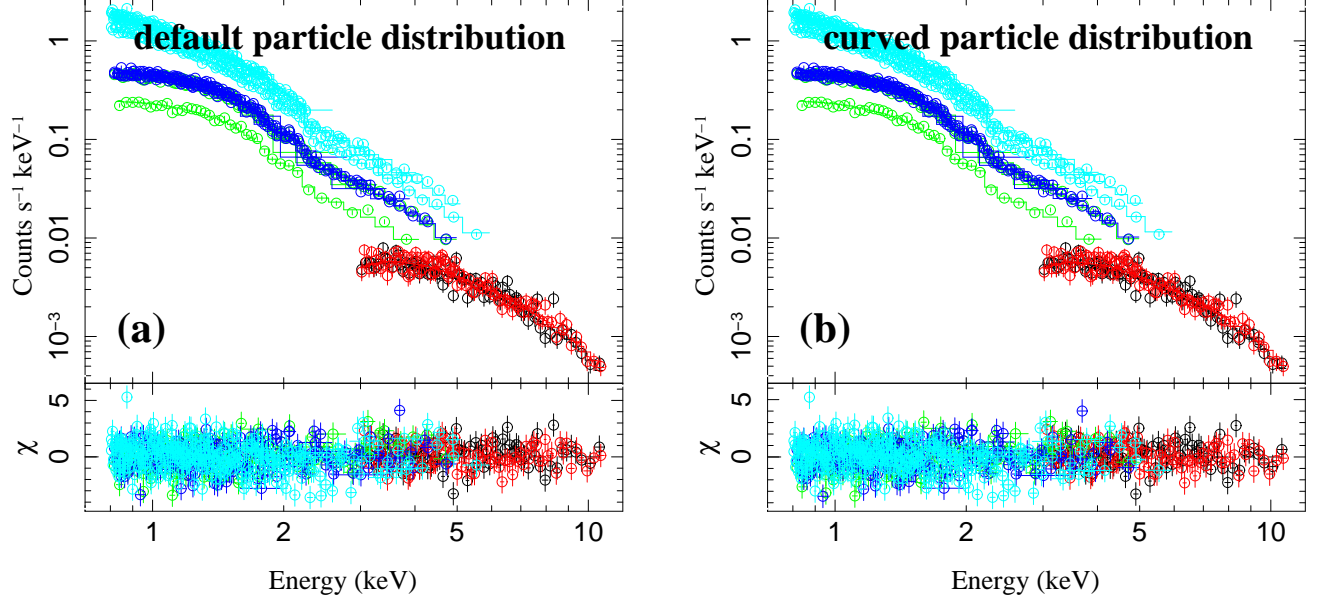 default particle distribution
Counts s⁻¹ keV⁻¹
1
0.1
0.01
10⁻³
(a)
χ
5
0
1 2 5 10
Energy (keV)
curved particle distribution
Counts s⁻¹ keV⁻¹
1
0.1
0.01
10⁻³
(b)
χ
5
0
1 2 5 10
Energy (keV)